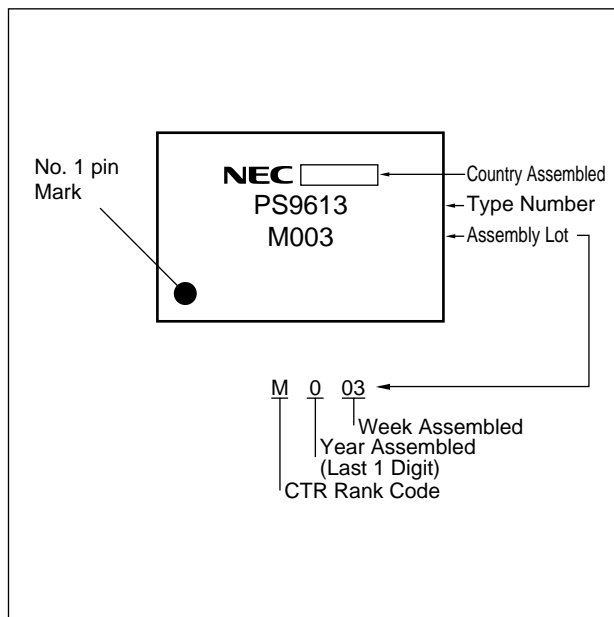 No. 1 pin
Mark
NEC
Country Assembled
PS9613
Type Number
M003
Assembly Lot
M 0 03
Week Assembled
Year Assembled
(Last 1 Digit)
CTR Rank Code